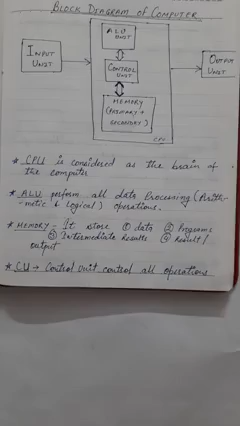 BLOCK DIAGRAM of COMPUTER
INPUT
UNIT
ALU
UNIT
CONTROL
UNIT
MEMORY
(PRIMARY +
SECONDARY)
CPU
OUTPUT
UNIT
* CPU is considered as the brain of
the computer
* ALU perform all data Processing (Arith-
-metic & Logical) operations.
* MEMORY - It store ① data ② Programs
③ Intermediate Results ④ Result/
output
* CU → Control Unit control all operations